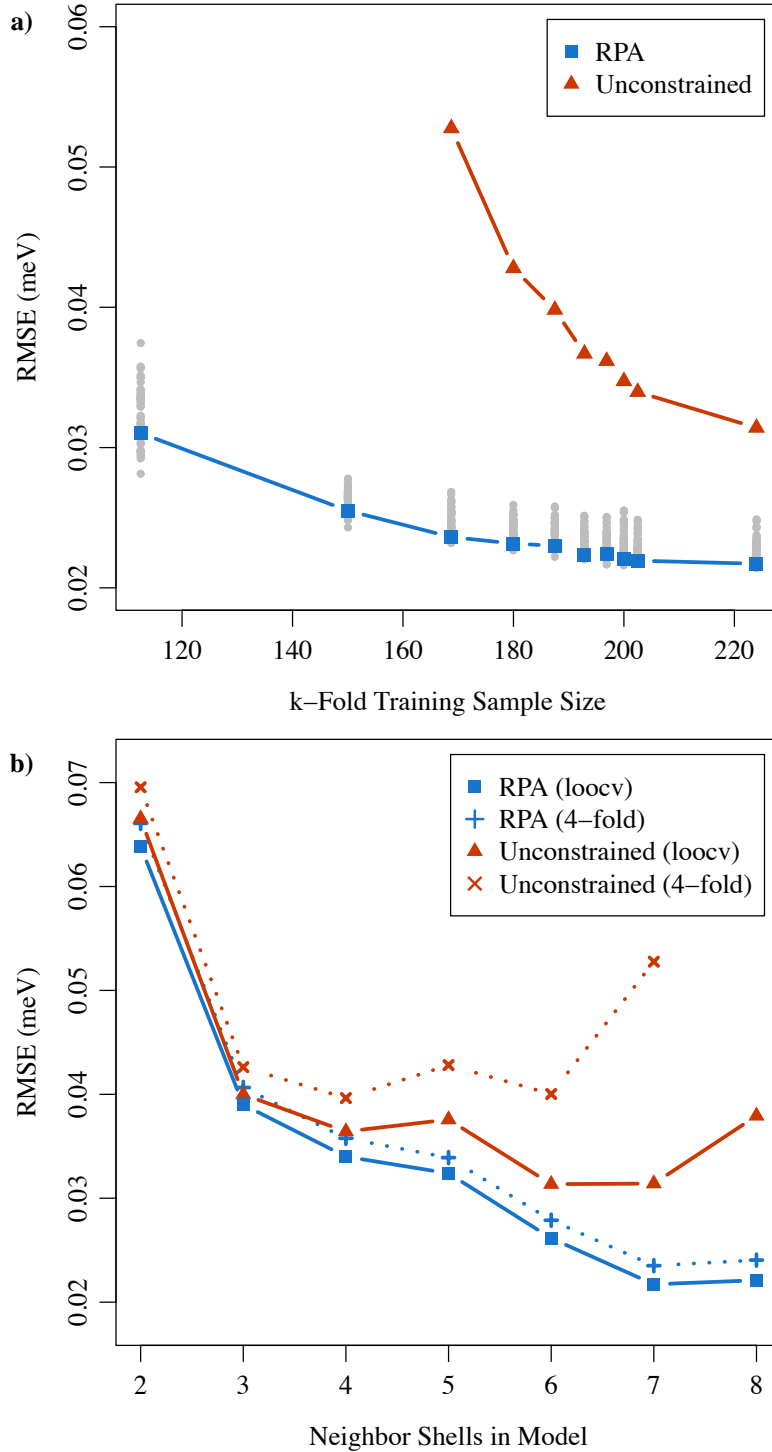 a)
RPA
Unconstrained
0.06
0.05
0.04
0.03
0.02
RMSE (meV)
120 140 160 180 200 220
k−Fold Training Sample Size
b)
RPA (loocv)
RPA (4−fold)
Unconstrained (loocv)
Unconstrained (4−fold)
0.07
0.06
0.05
0.04
0.03
0.02
RMSE (meV)
2 3 4 5 6 7 8
Neighbor Shells in Model